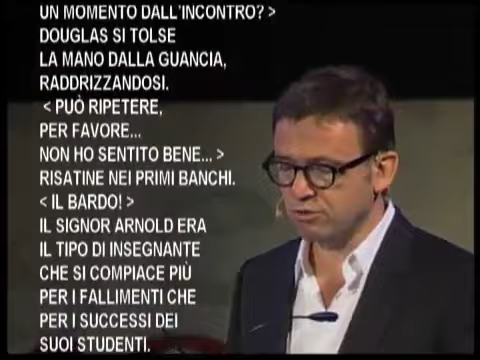 UN MOMENTO DALL'INCONTRO? >
DOUGLAS SI TOLSE
LA MANO DALLA GUANCIA,
RADDRIZZANDOSI.
< PUÒ RIPETERE,
PER FAVORE...
NON HO SENTITO BENE... >
RISATINE NEI PRIMI BANCHI.
< IL BARDO! >
IL SIGNOR ARNOLD ERA
IL TIPO DI INSEGNANTE
CHE SI COMPIACE PIÙ
PER I FALLIMENTI CHE
PER I SUCCESSI DEI
SUOI STUDENTI.